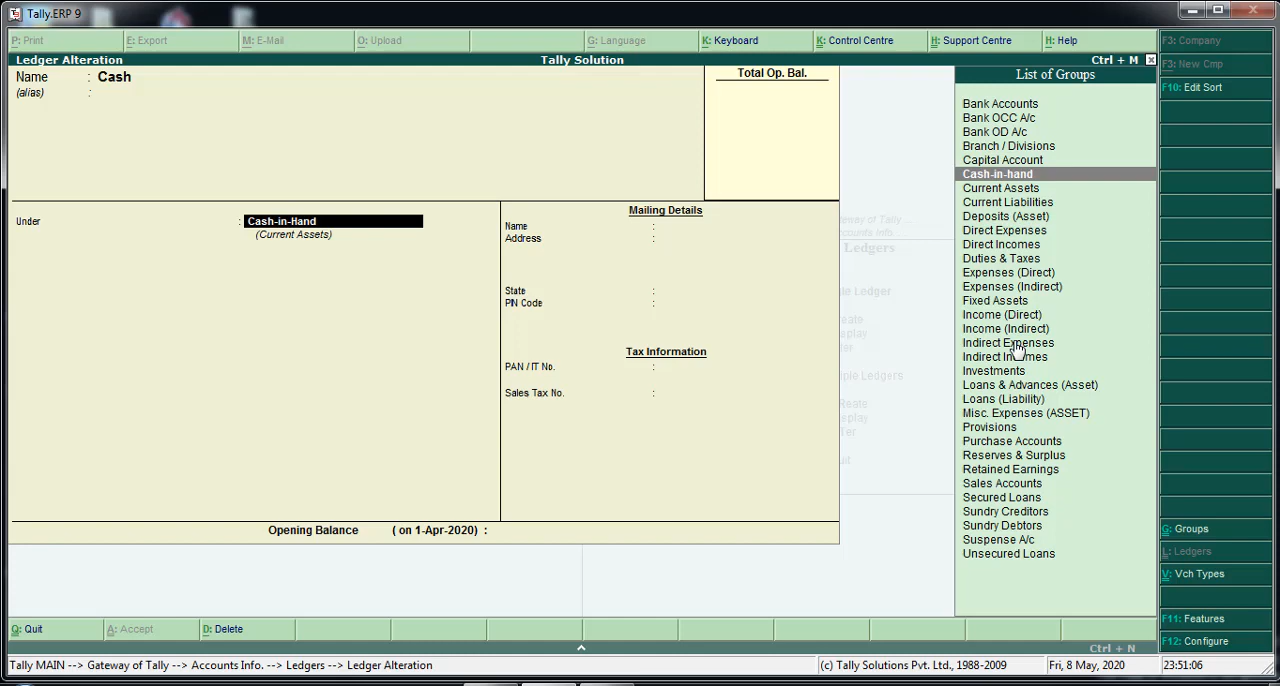 Tally.ERP 9
P: Print
E: Export
M: E-Mail
O: Upload
G: Language
K: Keyboard
K: Control Centre
H: Support Centre
H: Help
Ledger Alteration
Tally Solution
Ctrl + M
Name : Cash
(alias) :
Total Op. Bal.
Under : Cash-in-Hand
(Current Assets)
Mailing Details
Name :
Address :
State :
PIN Code :
Tax Information
PAN / IT No. :
Sales Tax No. :
Opening Balance ( on 1-Apr-2020) :
Ledgers
List of Groups
Bank Accounts
Bank OCC A/c
Bank OD A/c
Branch / Divisions
Capital Account
Cash-in-hand
Current Assets
Current Liabilities
Deposits (Asset)
Direct Expenses
Direct Incomes
Duties & Taxes
Expenses (Direct)
Expenses (Indirect)
Fixed Assets
Income (Direct)
Income (Indirect)
Indirect Expenses
Indirect Incomes
Investments
Loans & Advances (Asset)
Loans (Liability)
Misc. Expenses (ASSET)
Provisions
Purchase Accounts
Reserves & Surplus
Retained Earnings
Sales Accounts
Secured Loans
Sundry Creditors
Sundry Debtors
Suspense A/c
Unsecured Loans
F3: Company
F3: New Cmp
F10: Edit Sort
G: Groups
L: Ledgers
V: Vch Types
F11: Features
F12: Configure
Q: Quit
A: Accept
D: Delete
Ctrl + N
Tally MAIN --> Gateway of Tally --> Accounts Info. --> Ledgers --> Ledger Alteration
(c) Tally Solutions Pvt. Ltd., 1988-2009
Fri, 8 May, 2020
23:51:06